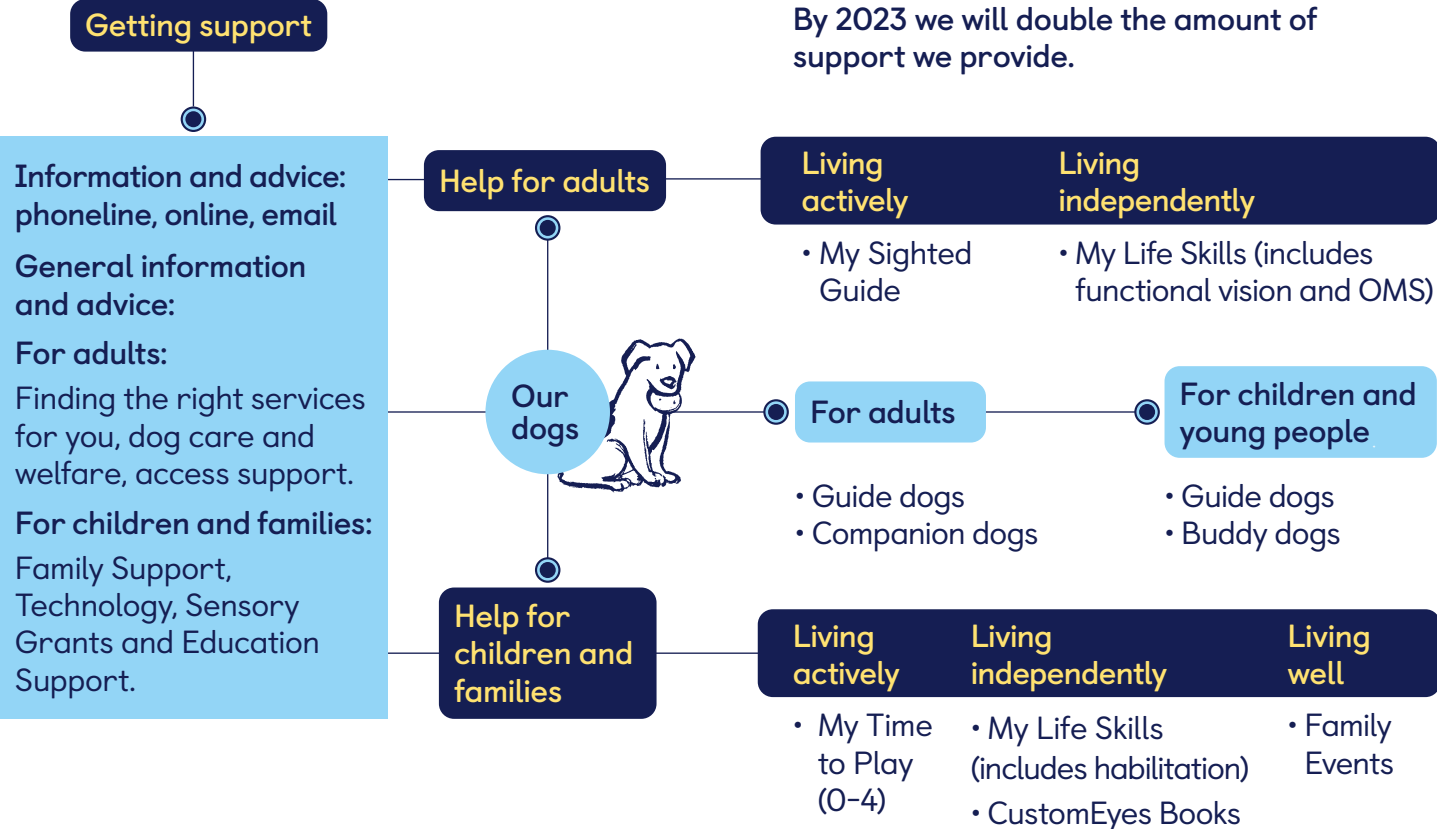 Getting support
By 2023 we will double the amount of
support we provide.
Information and advice:
phoneline, online, email
General information
and advice:
For adults:
Finding the right services
for you, dog care and
welfare, access support.
For children and families:
Family Support,
Technology, Sensory
Grants and Education
Support.
Help for adults
Living
actively
• My Sighted
Guide
Living
independently
• My Life Skills (includes
functional vision and OMS)
Our
dogs
For adults
• Guide dogs
• Companion dogs
For children and
young people
• Guide dogs
• Buddy dogs
Help for
children and
families
Living
actively
• My Time
to Play
(0-4)
Living
independently
• My Life Skills
(includes habilitation)
• CustomEyes Books
Living
well
• Family
Events